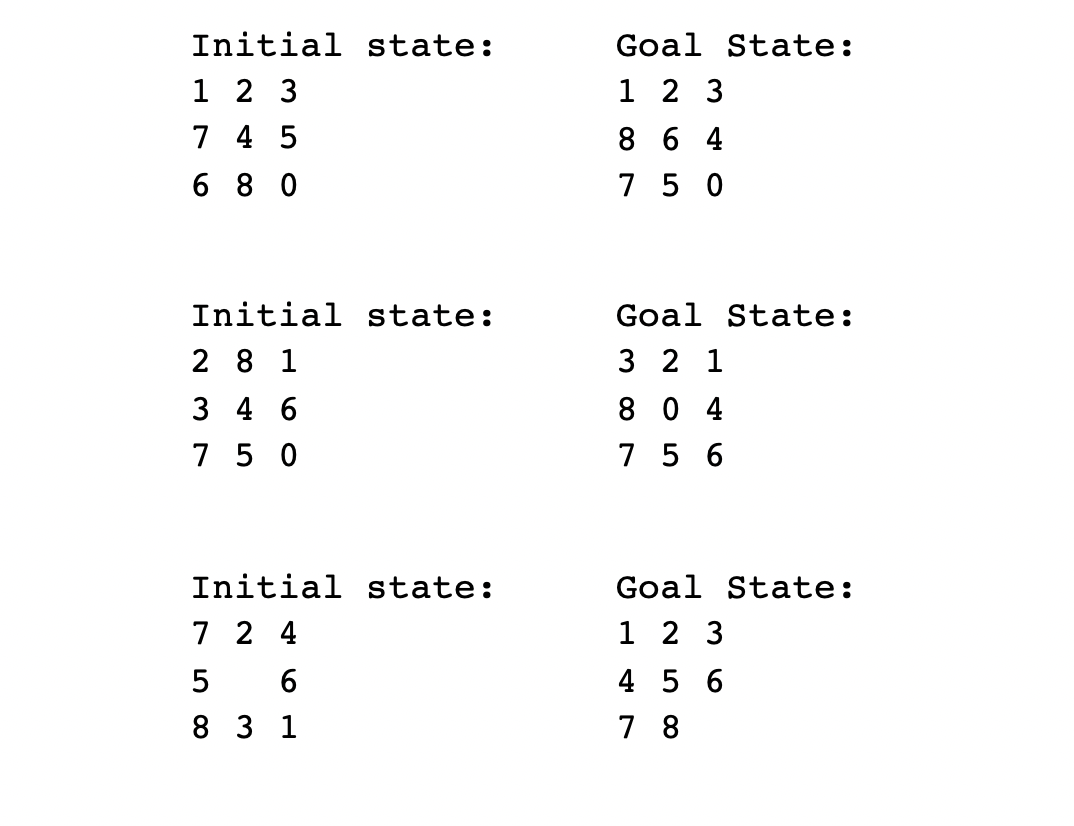 Initial state:    Goal State:
1 2 3    1 2 3
7 4 5    8 6 4
6 8 0    7 5 0
Initial state:    Goal State:
2 8 1    3 2 1
3 4 6    8 0 4
7 5 0    7 5 6
Initial state:    Goal State:
7 2 4    1 2 3
5   6    4 5 6
8 3 1    7 8